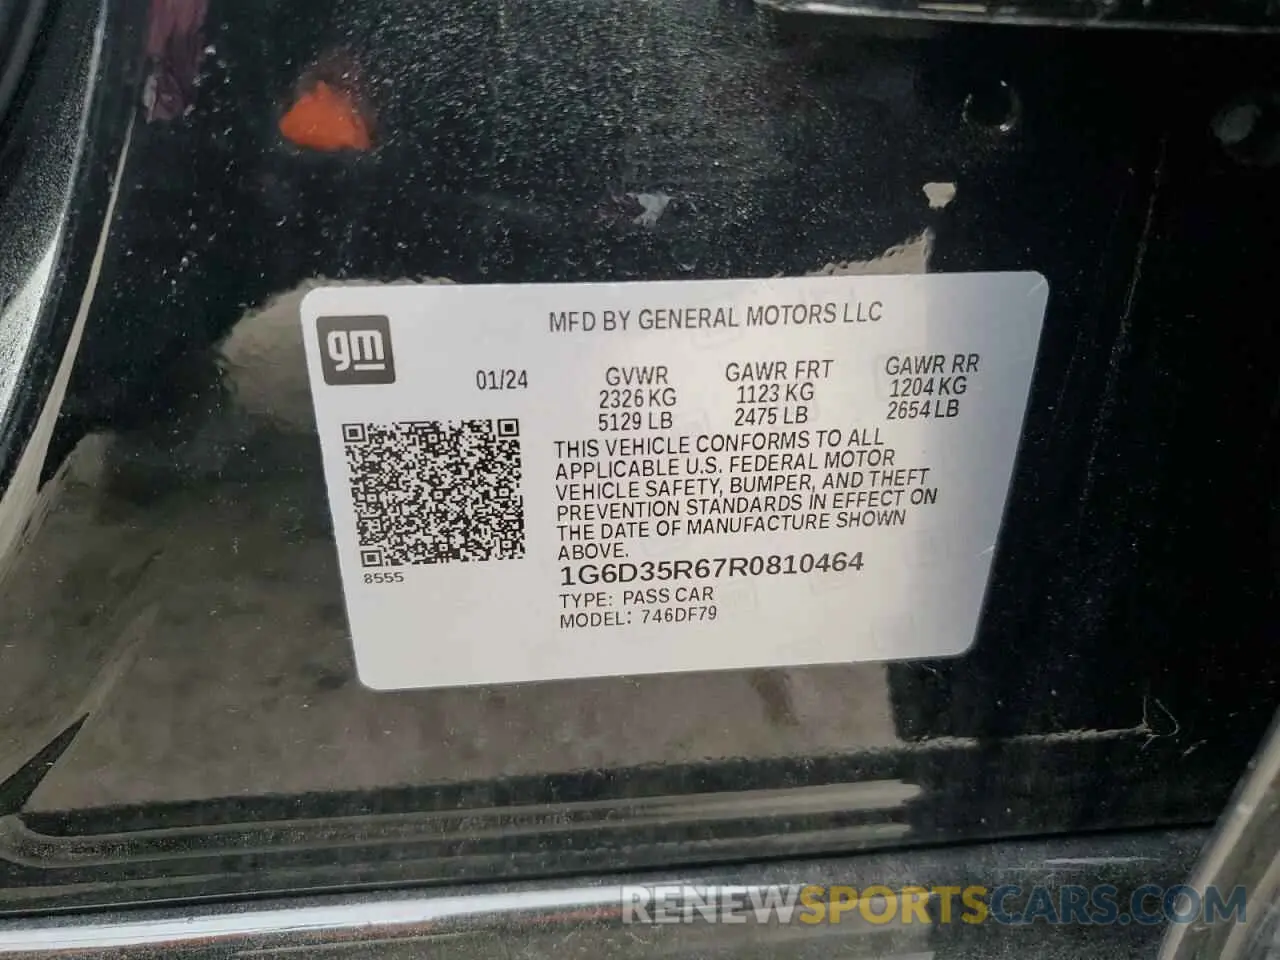 MFD BY GENERAL MOTORS LLC
gm
01/24
GVWR
2326 KG
5129 LB
GAWR FRT
1123 KG
2475 LB
GAWR RR
1204 KG
2654 LB
THIS VEHICLE CONFORMS TO ALL
APPLICABLE U.S. FEDERAL MOTOR
VEHICLE SAFETY, BUMPER, AND THEFT
PREVENTION STANDARDS IN EFFECT ON
THE DATE OF MANUFACTURE SHOWN
ABOVE.
8555
1G6D35R67R0810464
TYPE: PASS CAR
MODEL: 746DF79
RENEWSPORTSCARS.COM